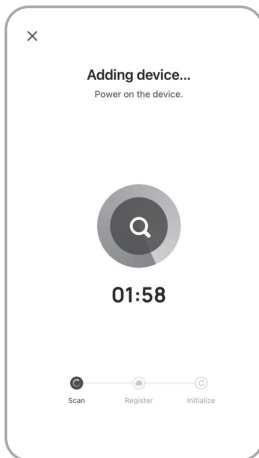 Adding device...
Power on the device.
01:58
Scan
Register
Initialize